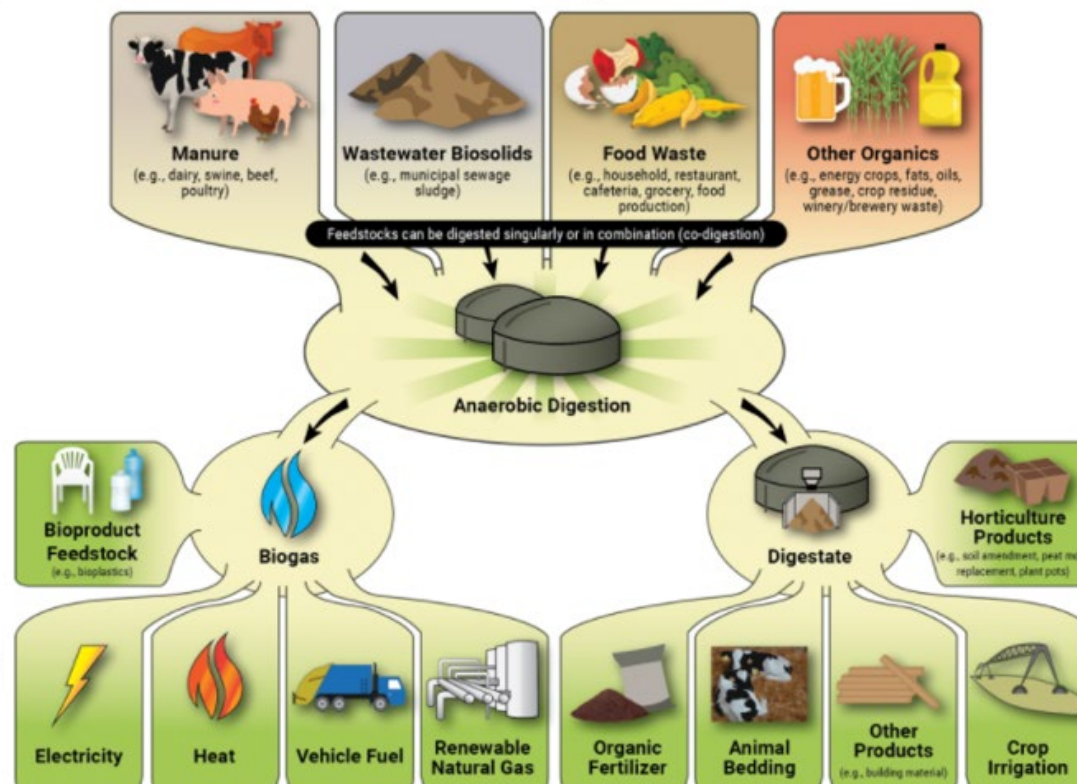 Manure
(e.g., dairy, swine, beef,
poultry)
Wastewater Biosolids
(e.g., municipal sewage
sludge)
Food Waste
(e.g., household, restaurant,
cafeteria, grocery, food
production)
Other Organics
(e.g., energy crops, fats, oils,
grease, crop residue,
winery/brewery waste)
Feedstocks can be digested singularly or in combination (co-digestion)
Anaerobic Digestion
Bioproduct
Feedstock
(e.g., bioplastics)
Biogas
Digestate
Horticulture
Products
(e.g., soil amendment, peat
replacement, plant pots)
Electricity
Heat
Vehicle Fuel
Renewable
Natural Gas
Organic
Fertilizer
Animal
Bedding
Other
Products
(e.g., building material)
Crop
Irrigation